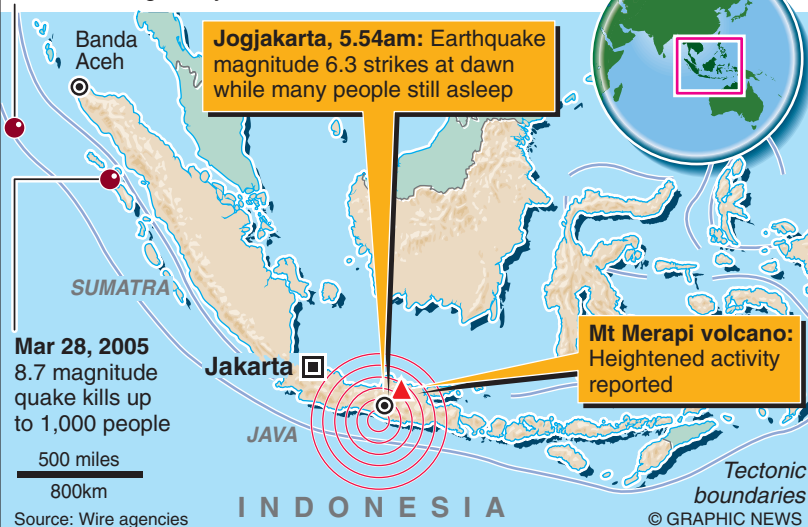 Banda
Aceh
Jogjakarta, 5.54am: Earthquake
magnitude 6.3 strikes at dawn
while many people still asleep
SUMATRA
Mar 28, 2005
8.7 magnitude
quake kills up
to 1,000 people
Jakarta
Mt Merapi volcano:
Heightened activity
reported
JAVA
500 miles
800km
INDONESIA
Tectonic
boundaries
Source: Wire agencies
© GRAPHIC NEWS